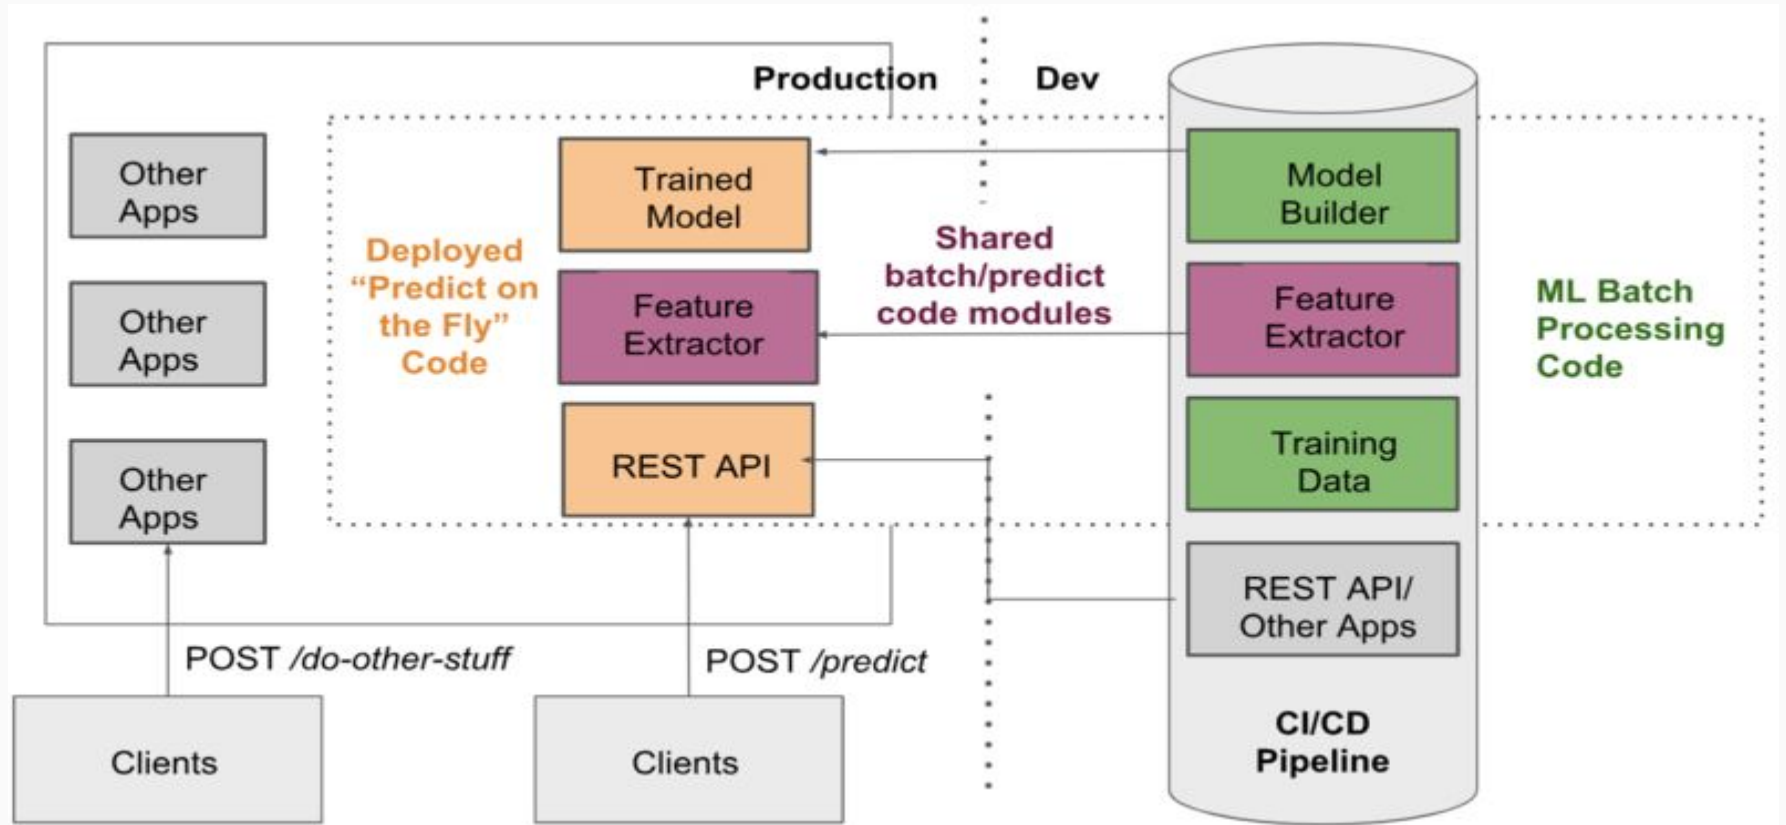 Production
Dev
Other
Apps
Other
Apps
Other
Apps
Deployed
“Predict on
the Fly”
Code
Trained
Model
Feature
Extractor
REST API
Shared
batch/predict
code modules
Model
Builder
Feature
Extractor
Training
Data
REST API/
Other Apps
CI/CD
Pipeline
ML Batch
Processing
Code
POST /do-other-stuff
POST /predict
Clients
Clients